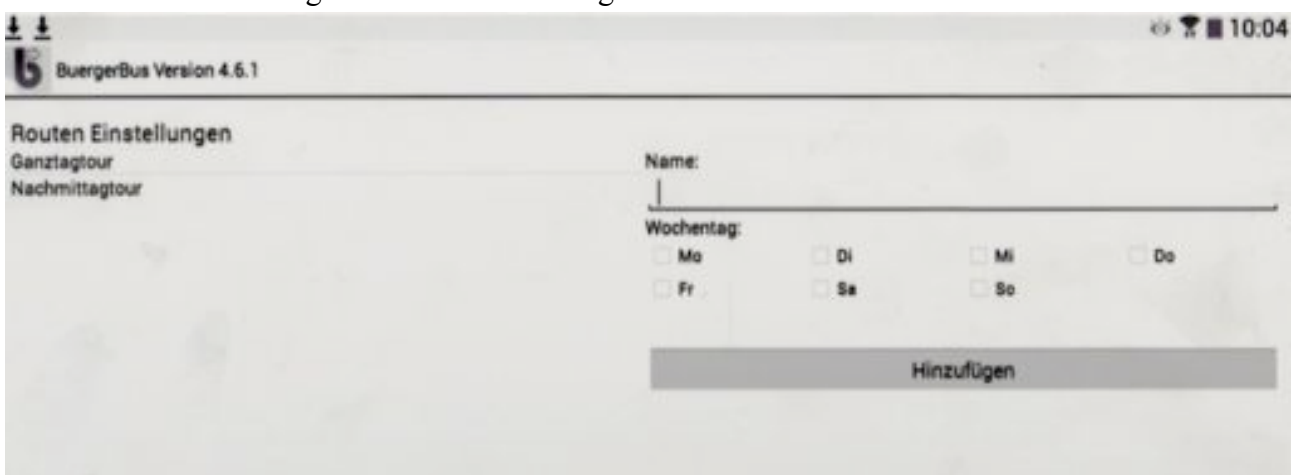 10:04
BuergerBus Version 4.6.1
Routen Einstellungen
Ganztagtour
Nachmittagtour
Name:
Wochentag:
Mo Di Mi Do
Fr Sa So
Hinzufügen